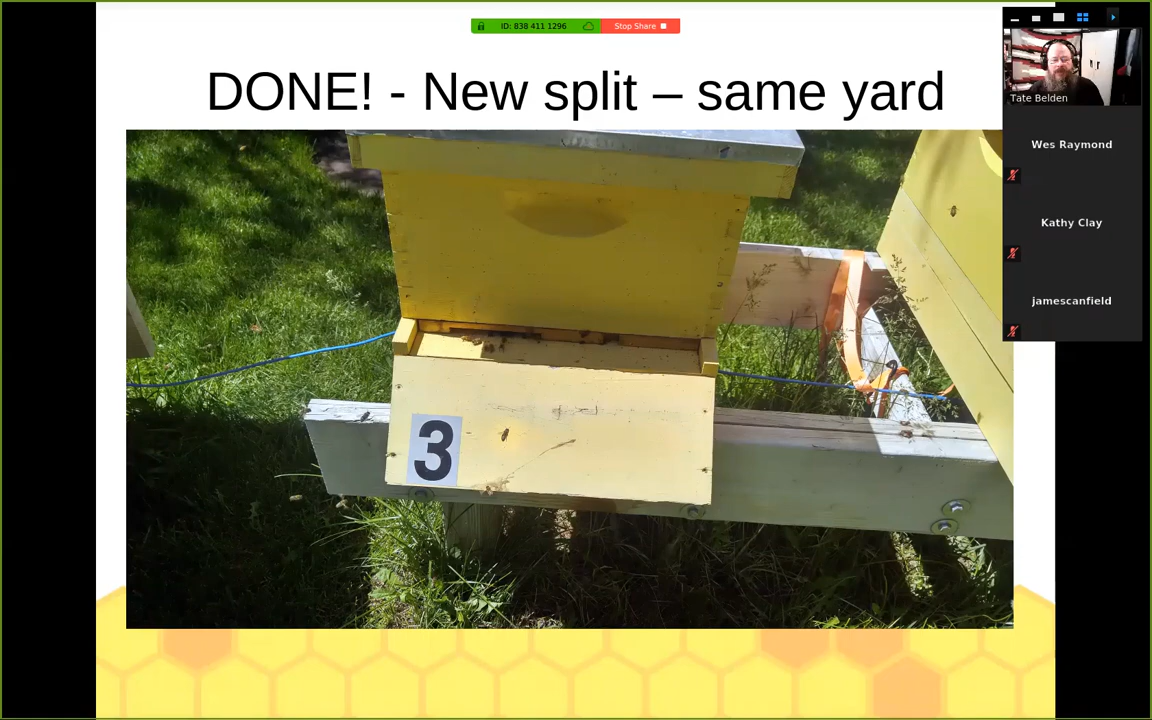 ID: 838 411 1296
Stop Share
DONE! - New split – same yard
Tate Belden
Wes Raymond
Kathy Clay
jamescanfield
3